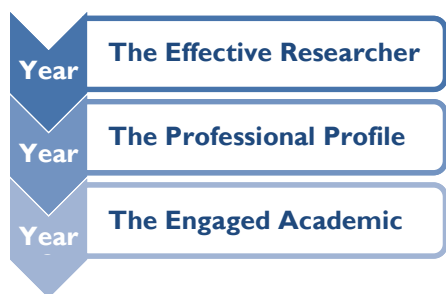 Year
The Effective Researcher
Year
The Professional Profile
Year
The Engaged Academic